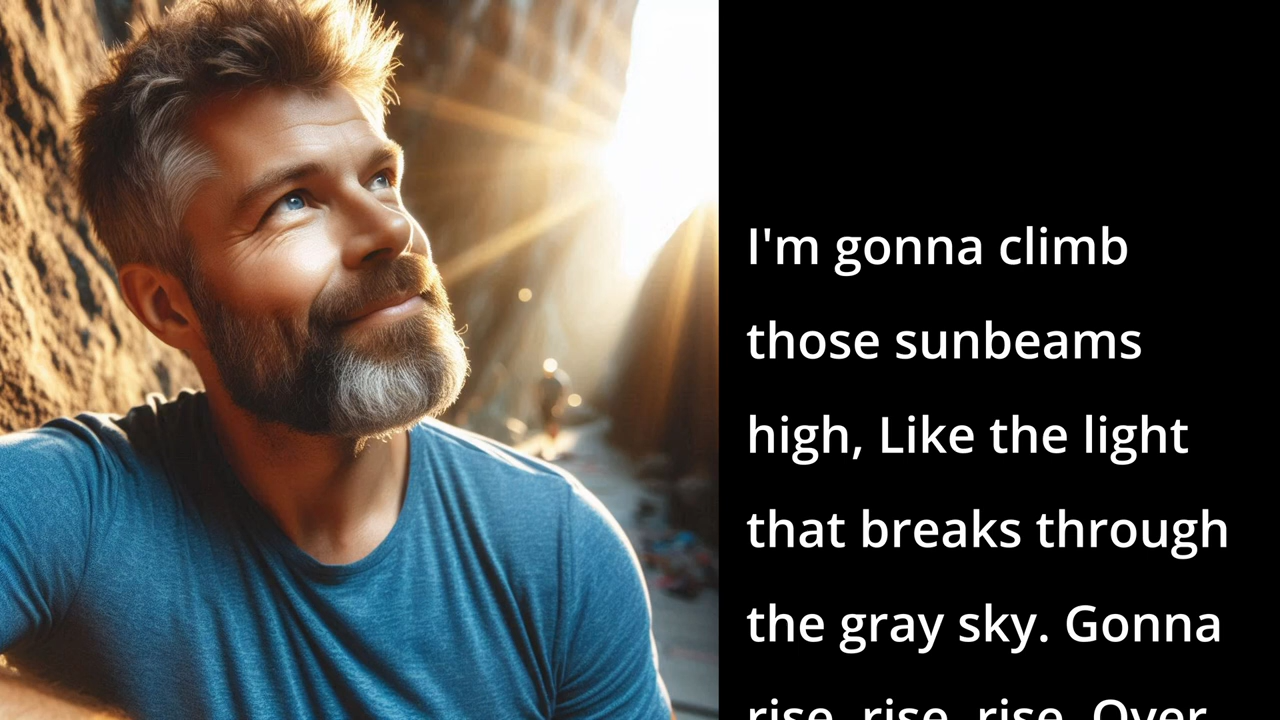 I'm gonna climb
those sunbeams
high, Like the light
that breaks through
the gray sky. Gonna
rise, rise, rise, Over